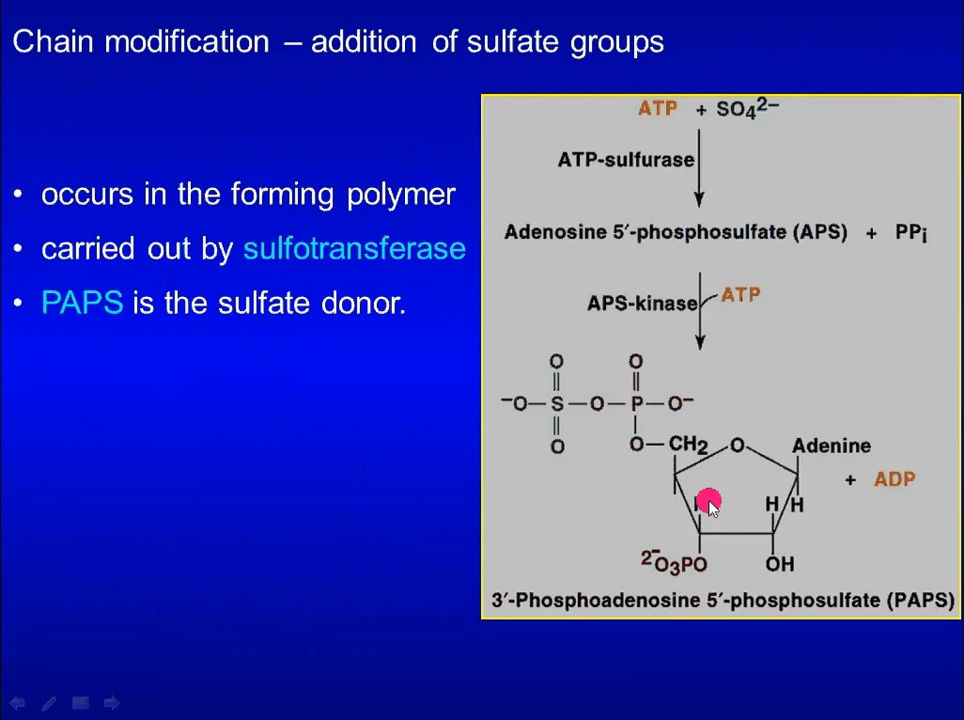 Chain modification – addition of sulfate groups
• occurs in the forming polymer
• carried out by sulfotransferase
• PAPS is the sulfate donor.
ATP + SO₄²⁻
ATP-sulfurase
Adenosine 5′-phosphosulfate (APS) + PPᵢ
APS-kinase ATP
O O
⁻O—S—O—P—O⁻
O O—CH₂ O Adenine
+ ADP
H H
²⁻O₃PO OH
3′-Phosphoadenosine 5′-phosphosulfate (PAPS)